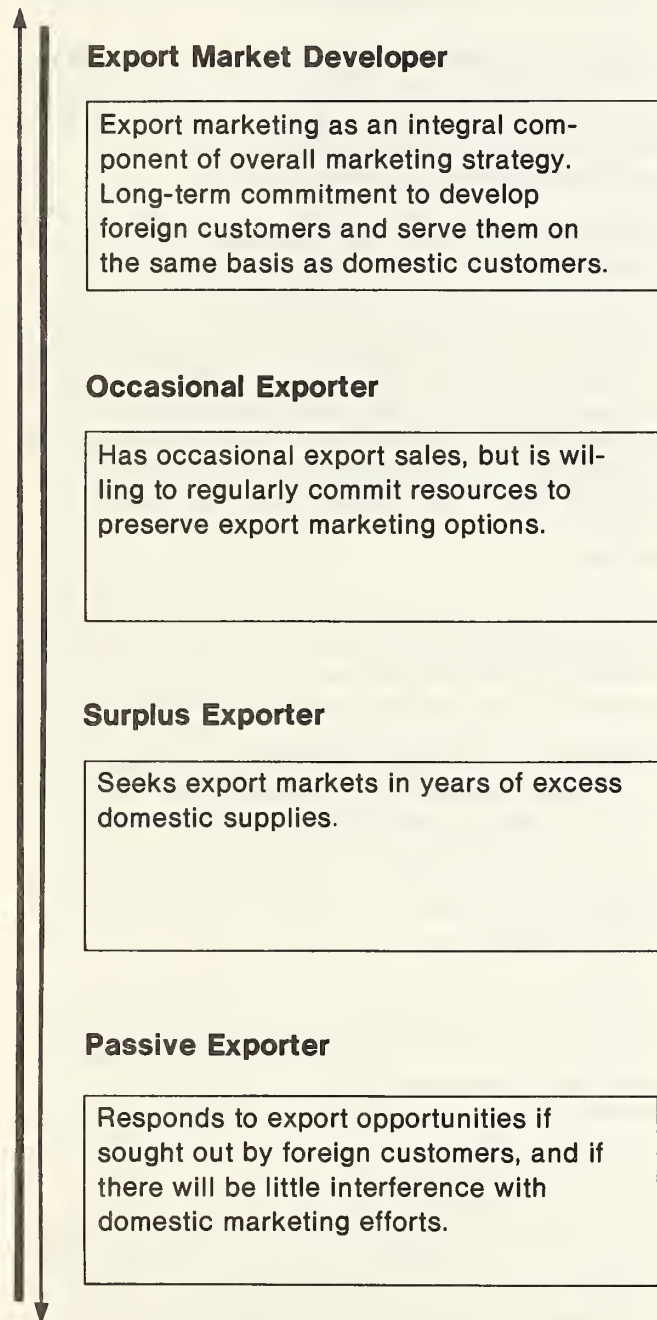 Export Market Developer
Export marketing as an integral com-
ponent of overall marketing strategy.
Long-term commitment to develop
foreign customers and serve them on
the same basis as domestic customers.
Occasional Exporter
Has occasional export sales, but is wil-
ling to regularly commit resources to
preserve export marketing options.
Surplus Exporter
Seeks export markets in years of excess
domestic supplies.
Passive Exporter
Responds to export opportunities if
sought out by foreign customers, and if
there will be little interference with
domestic marketing efforts.